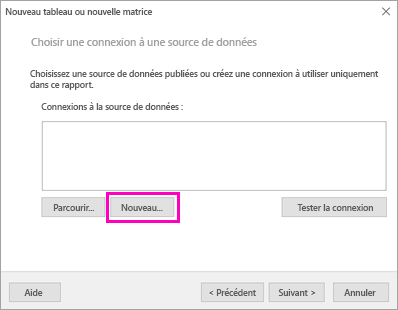 Nouveau tableau ou nouvelle matrice
Choisir une connexion à une source de données
Choisissez une source de données publiées ou créez une connexion à utiliser uniquement
dans ce rapport.
Connexions à la source de données :
Parcourir... Nouveau... Tester la connexion
Aide < Précédent Suivant > Annuler